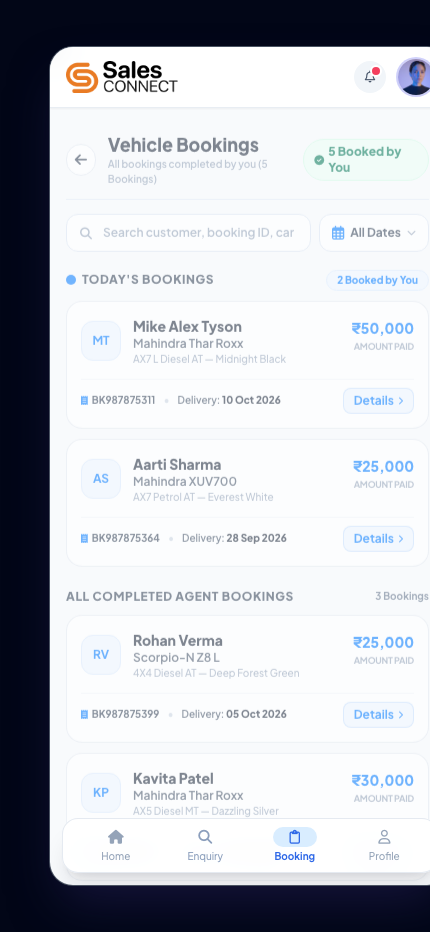 Sales
CONNECT
Vehicle Bookings
All bookings completed by you (5
Bookings)
5 Booked by
You
Search customer, booking ID, car
All Dates
TODAY'S BOOKINGS
2 Booked by You
MT
Mike Alex Tyson
Mahindra Thar Roxx
AX7 L Diesel AT — Midnight Black
₹50,000
AMOUNT PAID
BK987875311 • Delivery: 10 Oct 2026
Details
AS
Aarti Sharma
Mahindra XUV700
AX7 Petrol AT — Everest White
₹25,000
AMOUNT PAID
BK987875364 • Delivery: 28 Sep 2026
Details
ALL COMPLETED AGENT BOOKINGS
3 Bookings
RV
Rohan Verma
Scorpio-N Z8 L
4X4 Diesel AT — Deep Forest Green
₹25,000
AMOUNT PAID
BK987875399 • Delivery: 05 Oct 2026
Details
KP
Kavita Patel
Mahindra Thar Roxx
AX5 Diesel MT — Dazzling Silver
₹30,000
AMOUNT PAID
Home
Enquiry
Booking
Profile